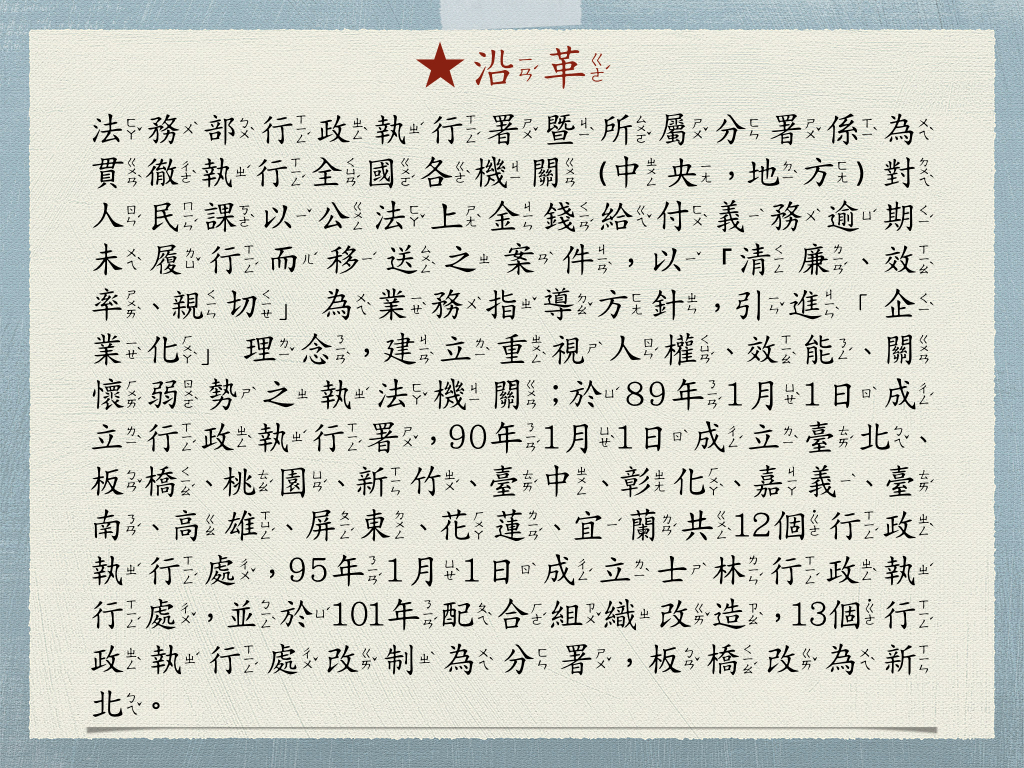 ★沿革
法務部行政執行署暨所屬分署係為
貫徹執行全國各機關(中央,地方)對
人民課以公法上金錢給付義務逾期
未履行而移送之案件,以「清廉、效
率、親切」為業務指導方針,引進「企
業化」理念,建立重視人權、效能、關
懷弱勢之執法機關;於89年1月1日成
立行政執行署,90年1月1日成立臺北、
板橋、桃園、新竹、臺中、彰化、嘉義、臺
南、高雄、屏東、花蓮、宜蘭共12個行政
執行處,95年1月1日成立士林行政執
行處,並於101年配合組織改造,13個行
政執行處改制為分署,板橋改為新
北。